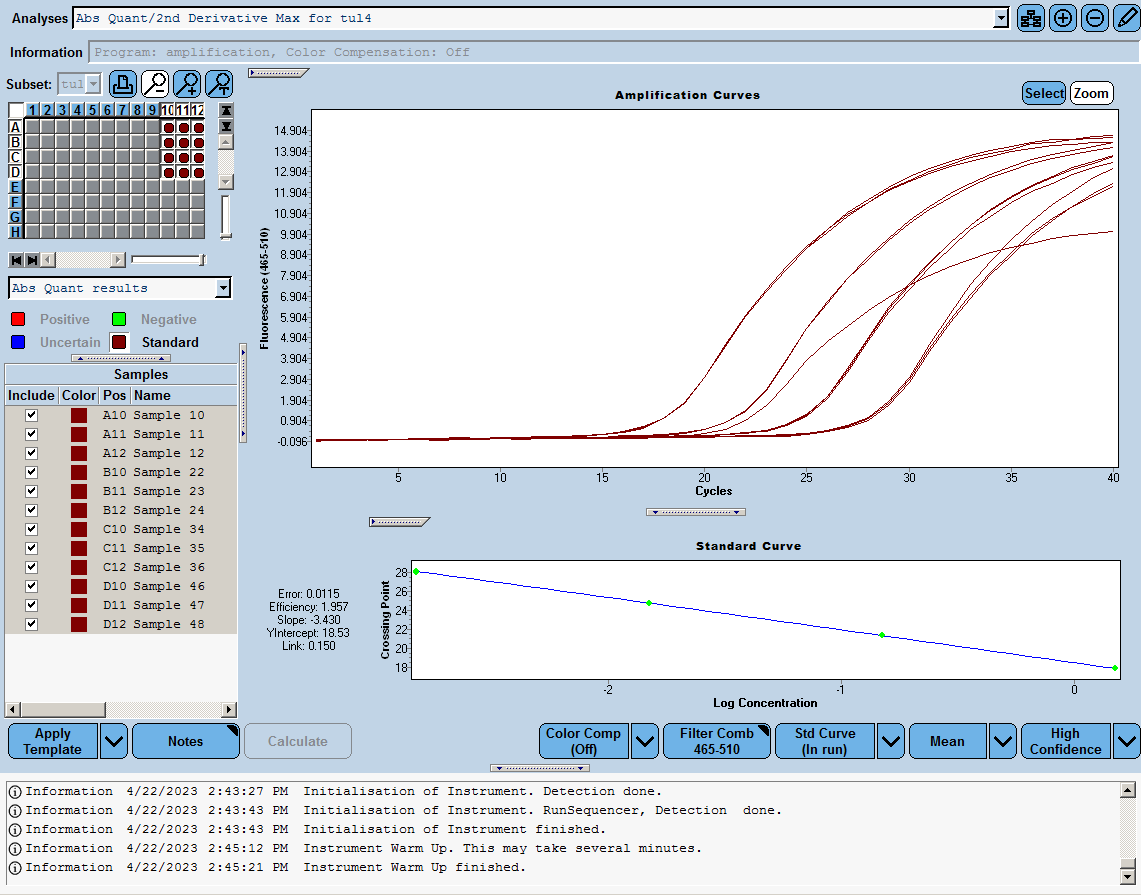 Analyses Abs Quant/2nd Derivative Max for tul4
Information Program: amplification, Color Compensation: Off
Subset: tul
1 2 3 4 5 6 7 8 9 10 11 12
A
B
C
D
E
F
G
H
Abs Quant results
Positive Negative
Uncertain Standard
Samples
Include Color Pos Name
A10 Sample 10
A11 Sample 11
A12 Sample 12
B10 Sample 22
B11 Sample 23
B12 Sample 24
C10 Sample 34
C11 Sample 35
C12 Sample 36
D10 Sample 46
D11 Sample 47
D12 Sample 48
Amplification Curves
Select Zoom
Fluorescence (465-510)
14.904
13.904
12.904
11.904
10.904
9.904
8.904
7.904
6.904
5.904
4.904
3.904
2.904
1.904
0.904
-0.096
5 10 15 20 25 30 35 40
Cycles
Standard Curve
Error: 0.0115
Efficiency: 1.957
Slope: -3.430
YIntercept: 18.53
Link: 0.150
Crossing Point
28
26
24
22
20
18
-2 -1 0
Log Concentration
Apply Template
Notes
Calculate
Color Comp (Off)
Filter Comb 465-510
Std Curve (In run)
Mean
High Confidence
Information 4/22/2023 2:43:27 PM Initialisation of Instrument. Detection done.
Information 4/22/2023 2:43:43 PM Initialisation of Instrument. RunSequencer, Detection done.
Information 4/22/2023 2:43:43 PM Initialisation of Instrument finished.
Information 4/22/2023 2:45:12 PM Instrument Warm Up. This may take several minutes.
Information 4/22/2023 2:45:21 PM Instrument Warm Up finished.